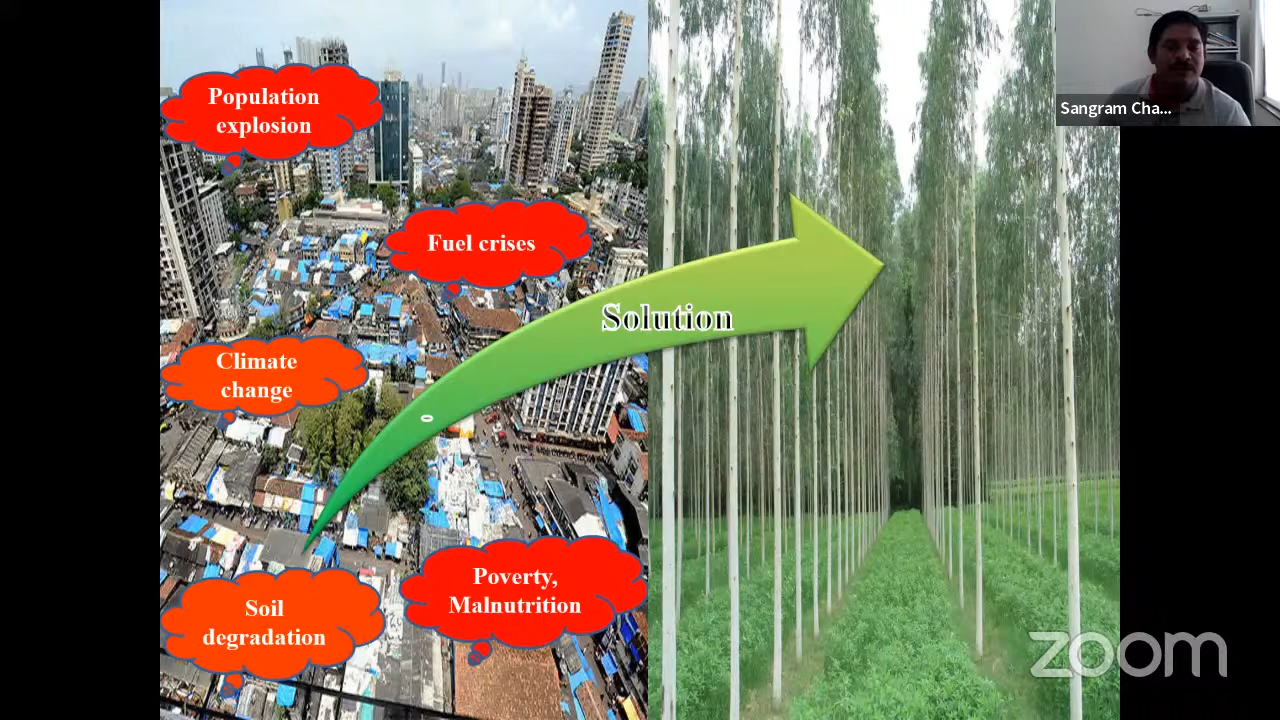 Population
explosion
Fuel crises
Solution
Climate
change
Poverty,
Malnutrition
Soil
degradation
Sangram Cha...
zoom